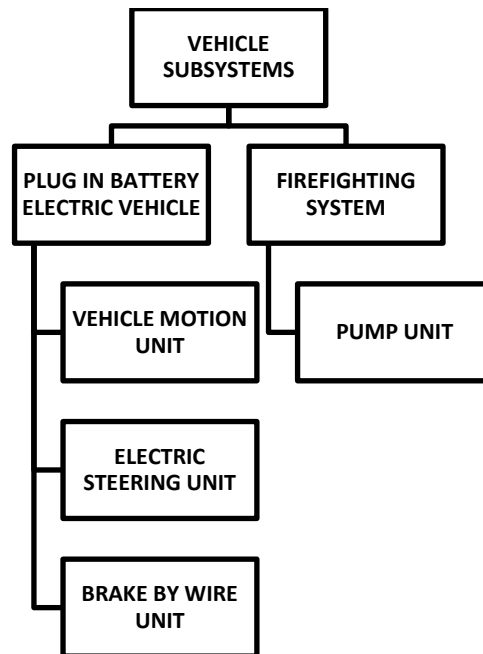 VEHICLE
SUBSYSTEMS
PLUG IN BATTERY
ELECTRIC VEHICLE
FIREFIGHTING
SYSTEM
VEHICLE MOTION
UNIT
PUMP UNIT
ELECTRIC
STEERING UNIT
BRAKE BY WIRE
UNIT